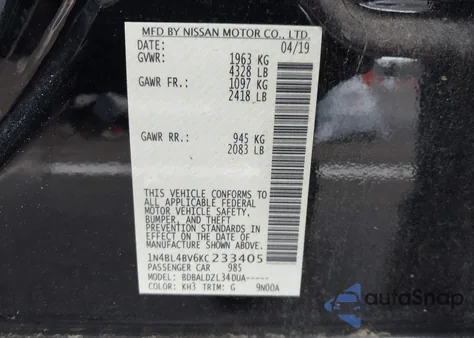 MFD BY NISSAN MOTOR CO., LTD.
DATE: 04/19
GVWR: 1963 KG
4328 LB
GAWR FR: 1097 KG
2418 LB
GAWR RR: 945 KG
2083 LB
THIS VEHICLE CONFORMS TO
ALL APPLICABLE FEDERAL
MOTOR VEHICLE SAFETY,
BUMPER, AND THEFT
PREVENTION STANDARDS IN
EFFECT ON THE DATE OF
MANUFACTURE SHOWN ABOVE.
1N4BL4BV6KC233405
PASSENGER CAR 985
MODEL: BDBALDZL34DUA-----
COLOR: KH3 TRIM: G 9N00A
autoSnap